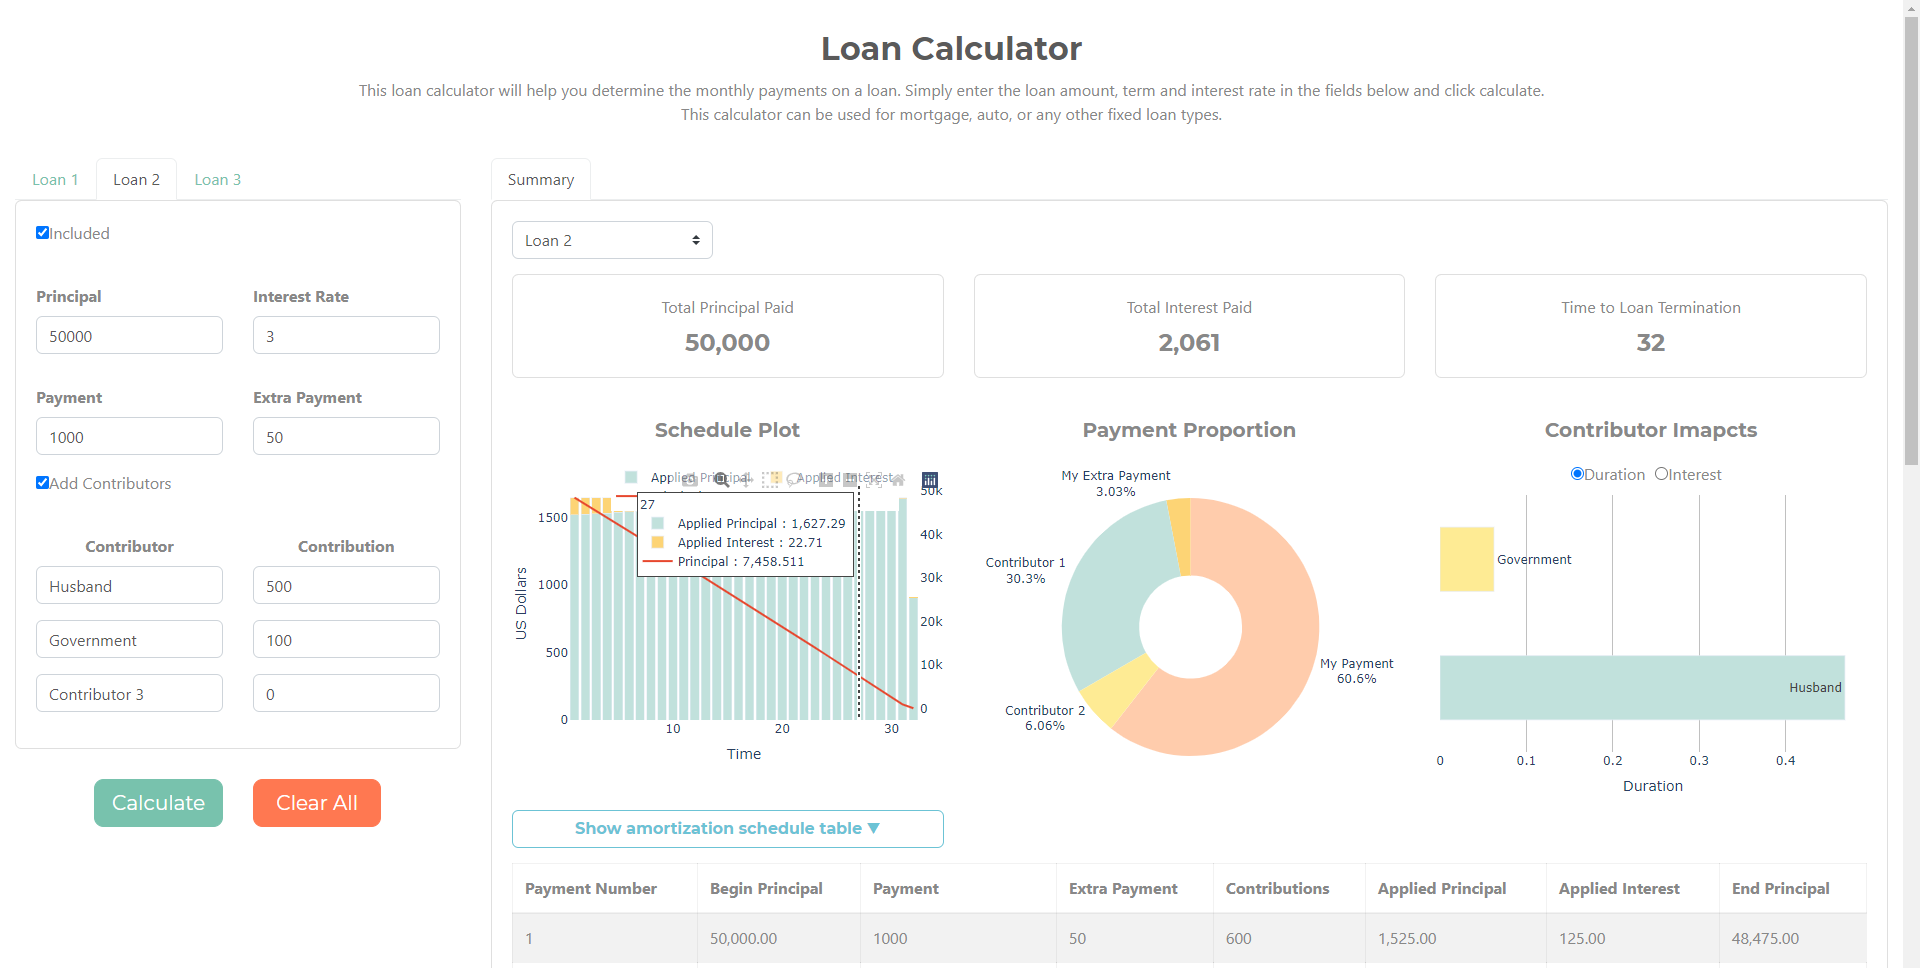 Loan Calculator
This loan calculator will help you determine the monthly payments on a loan. Simply enter the loan amount, term and interest rate in the fields below and click calculate.
This calculator can be used for mortgage, auto, or any other fixed loan types.
Loan 1 Loan 2 Loan 3
Included
Principal Interest Rate
50000 3
Payment Extra Payment
1000 50
Add Contributors
Contributor Contribution
Husband 500
Government 100
Contributor 3 0
Calculate Clear All
Summary
Loan 2
Total Principal Paid
50,000
Total Interest Paid
2,061
Time to Loan Termination
32
Schedule Plot
Applied Principal Applied Interest
27
Applied Principal : 1,627.29
Applied Interest : 22.71
Principal : 7,458.511
1500
1000
500
0
US Dollars
50k
40k
30k
20k
10k
0
10 20 30
Time
Payment Proportion
My Extra Payment
3.03%
Contributor 1
30.3%
My Payment
60.6%
Contributor 2
6.06%
Contributor Imapcts
Duration Interest
Government
Husband
0 0.1 0.2 0.3 0.4
Duration
Show amortization schedule table ▼
Payment Number Begin Principal Payment Extra Payment Contributions Applied Principal Applied Interest End Principal
1 50,000.00 1000 50 600 1,525.00 125.00 48,475.00